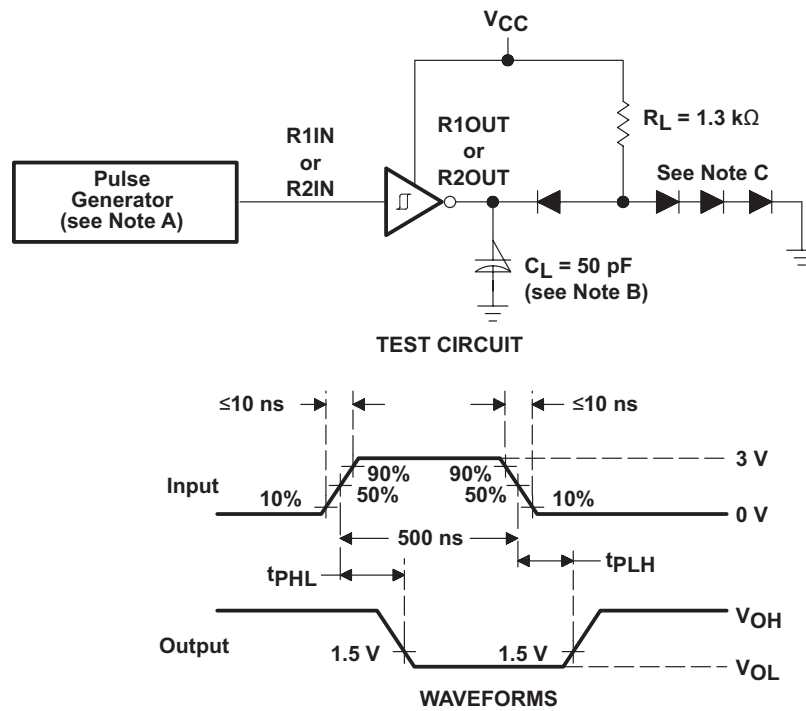 VCC
R1IN
or
R2IN
R1OUT
or
R2OUT
RL = 1.3 kΩ
See Note C
Pulse
Generator
(see Note A)
CL = 50 pF
(see Note B)
TEST CIRCUIT
≤10 ns
≤10 ns
Input
10%
90%
50%
90%
50%
10%
3 V
0 V
500 ns
tPHL
tPLH
Output
1.5 V
1.5 V
VOH
VOL
WAVEFORMS